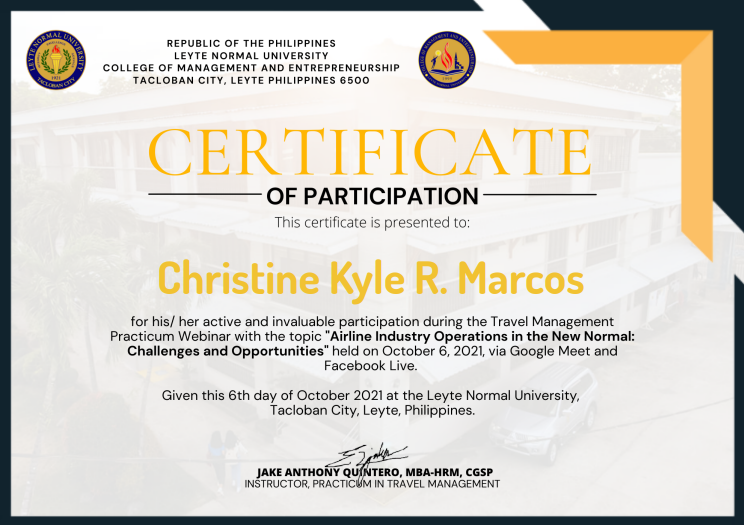 REPUBLIC OF THE PHILIPPINES
LEYTE NORMAL UNIVERSITY
COLLEGE OF MANAGEMENT AND ENTREPRENEURSHIP
TACLOBAN CITY, LEYTE PHILIPPINES 6500
LEYTE NORMAL UNIVERSITY
1921
TACLOBAN CITY
CERTIFICATE
OF PARTICIPATION
This certificate is presented to:
Christine Kyle R. Marcos
for his/ her active and invaluable participation during the Travel Management
Practicum Webinar with the topic "Airline Industry Operations in the New Normal:
Challenges and Opportunities" held on October 6, 2021, via Google Meet and
Facebook Live.
Given this 6th day of October 2021 at the Leyte Normal University,
Tacloban City, Leyte, Philippines.
JAKE ANTHONY QUINTERO, MBA-HRM, CGSP
INSTRUCTOR, PRACTICUM IN TRAVEL MANAGEMENT